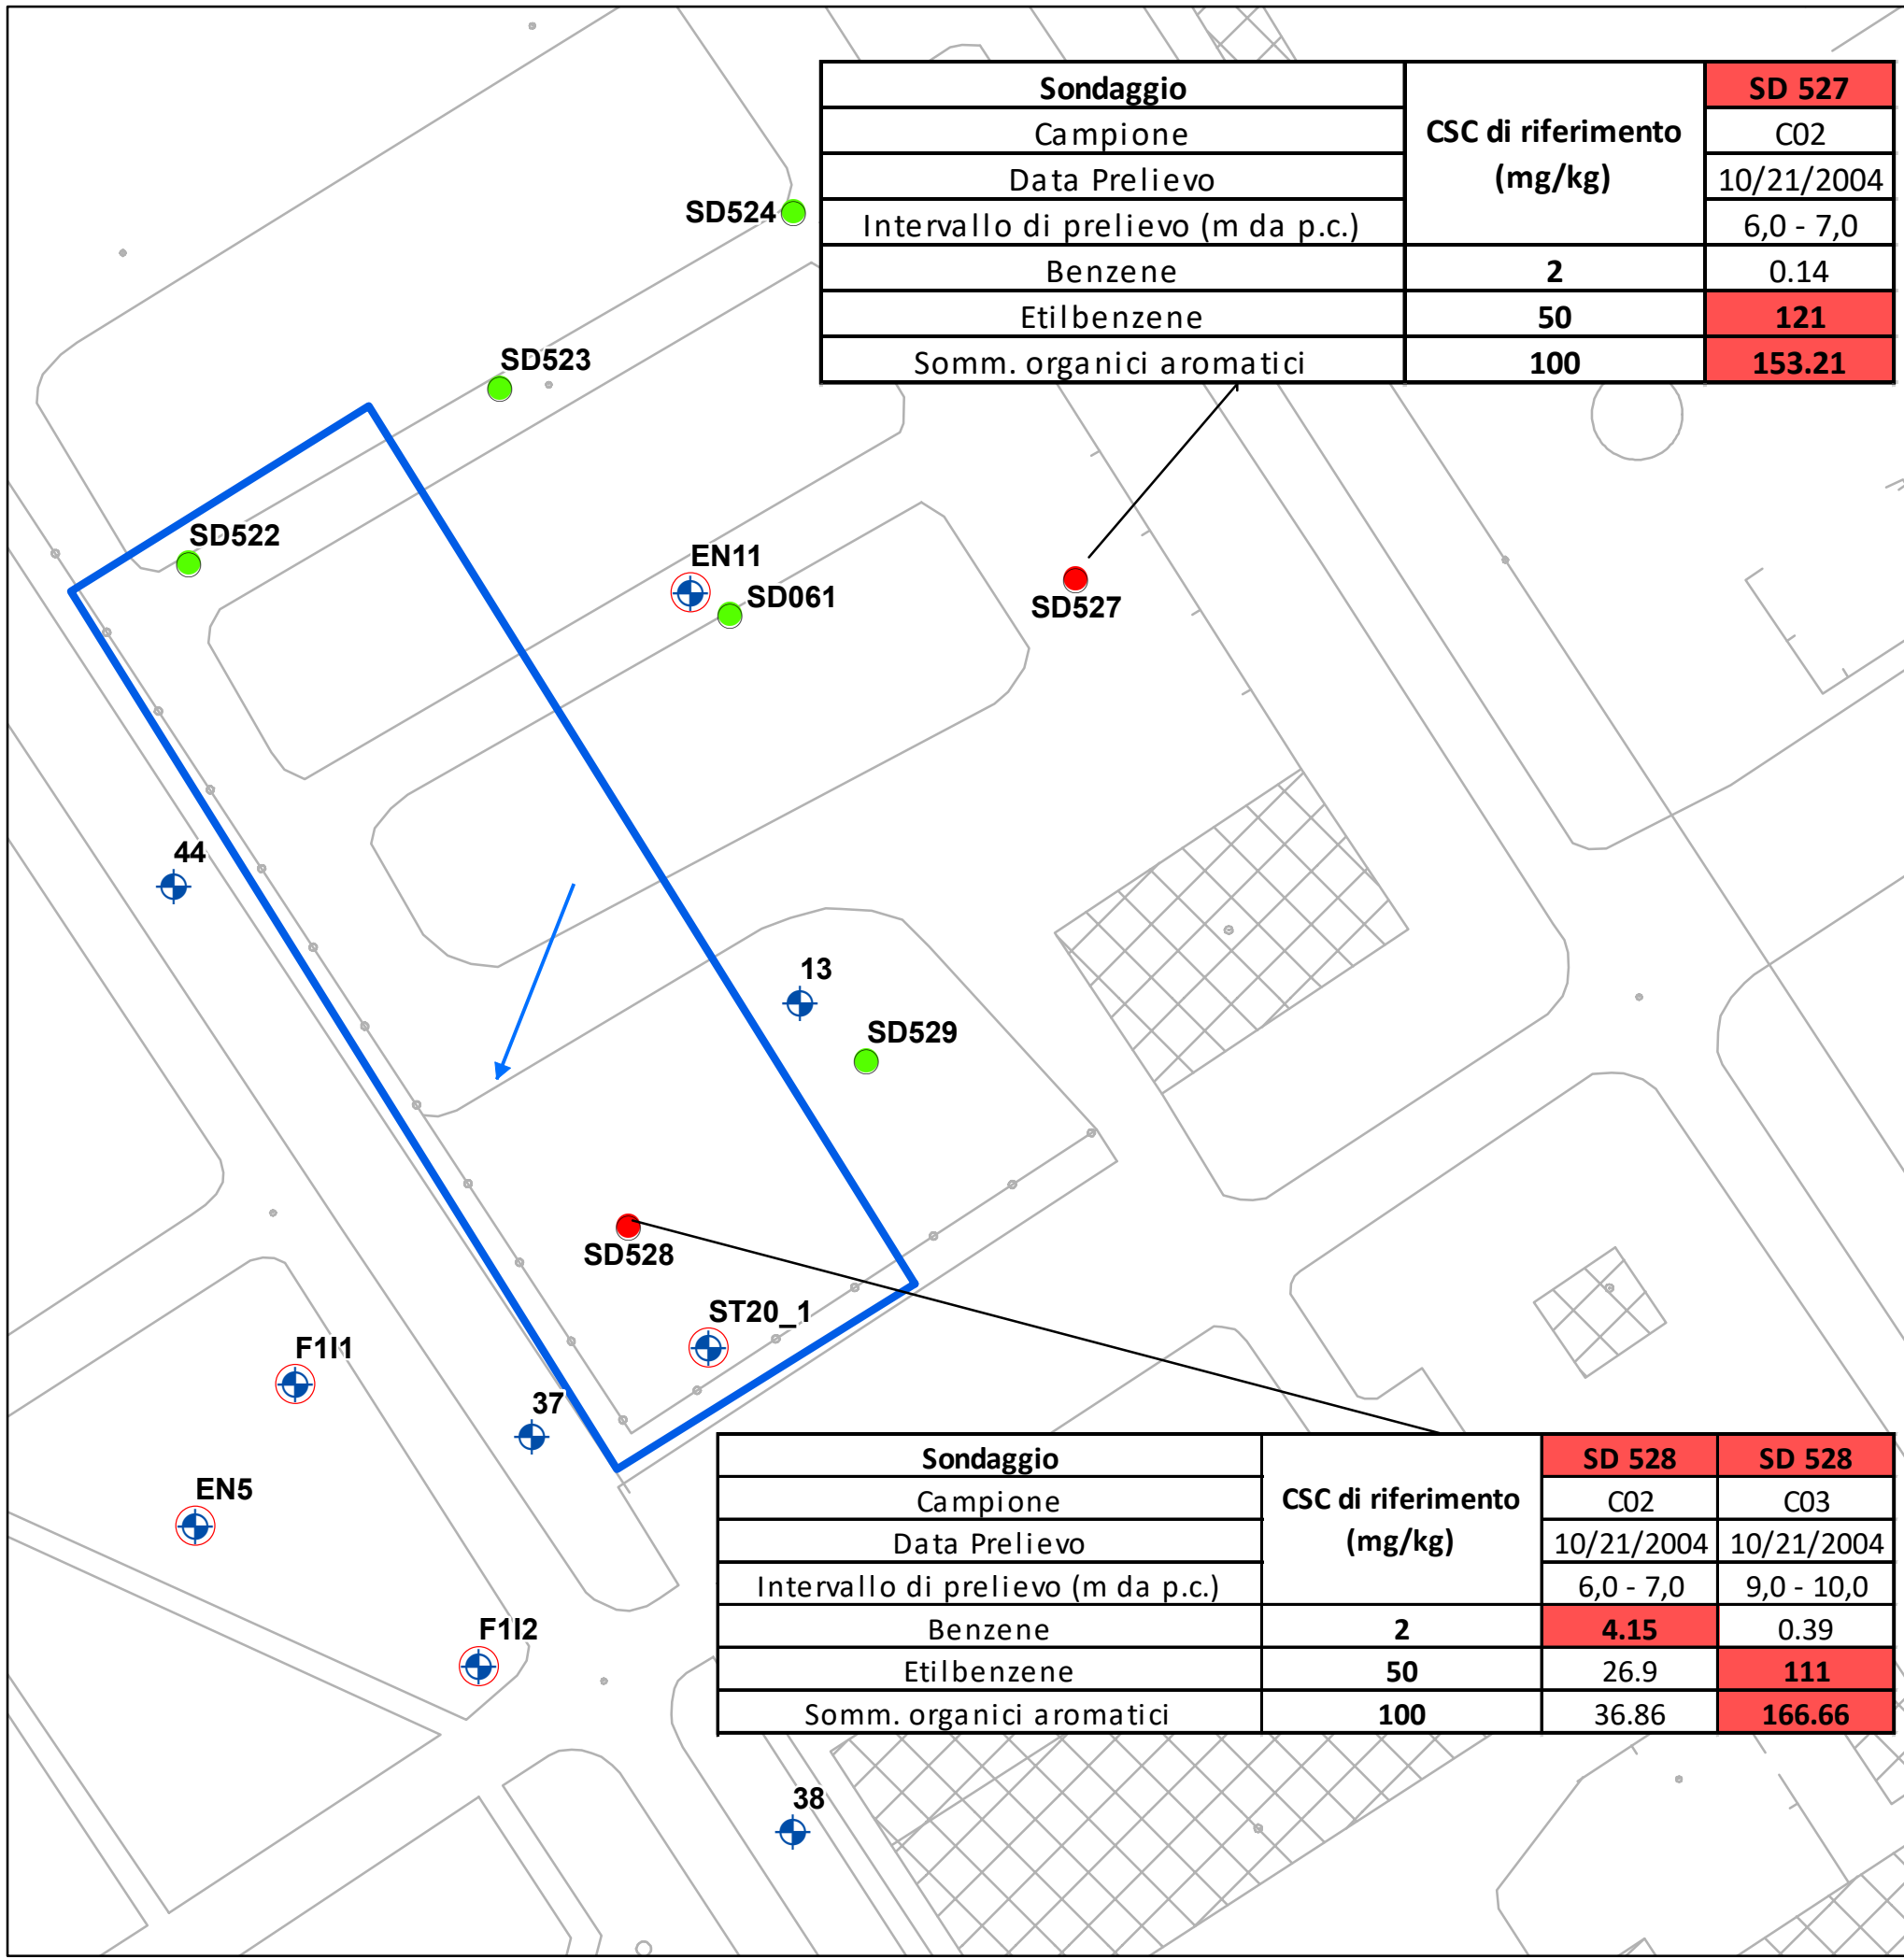 Sondaggio CSC di riferimento (mg/kg) SD 527
Campione C02
Data Prelievo 10/21/2004
Intervallo di prelievo (m da p.c.) 6,0 - 7,0
Benzene 2 0.14
Etilbenzene 50 121
Somm. organici aromatici 100 153.21
SD524
SD523
SD522
EN11
SD061
SD527
44
13
SD529
SD528
ST20_1
F1I1
37
EN5
F1I2
Sondaggio CSC di riferimento (mg/kg) SD 528 SD 528
Campione C02 C03
Data Prelievo 10/21/2004 10/21/2004
Intervallo di prelievo (m da p.c.) 6,0 - 7,0 9,0 - 10,0
Benzene 2 4.15 0.39
Etilbenzene 50 26.9 111
Somm. organici aromatici 100 36.86 166.66
38